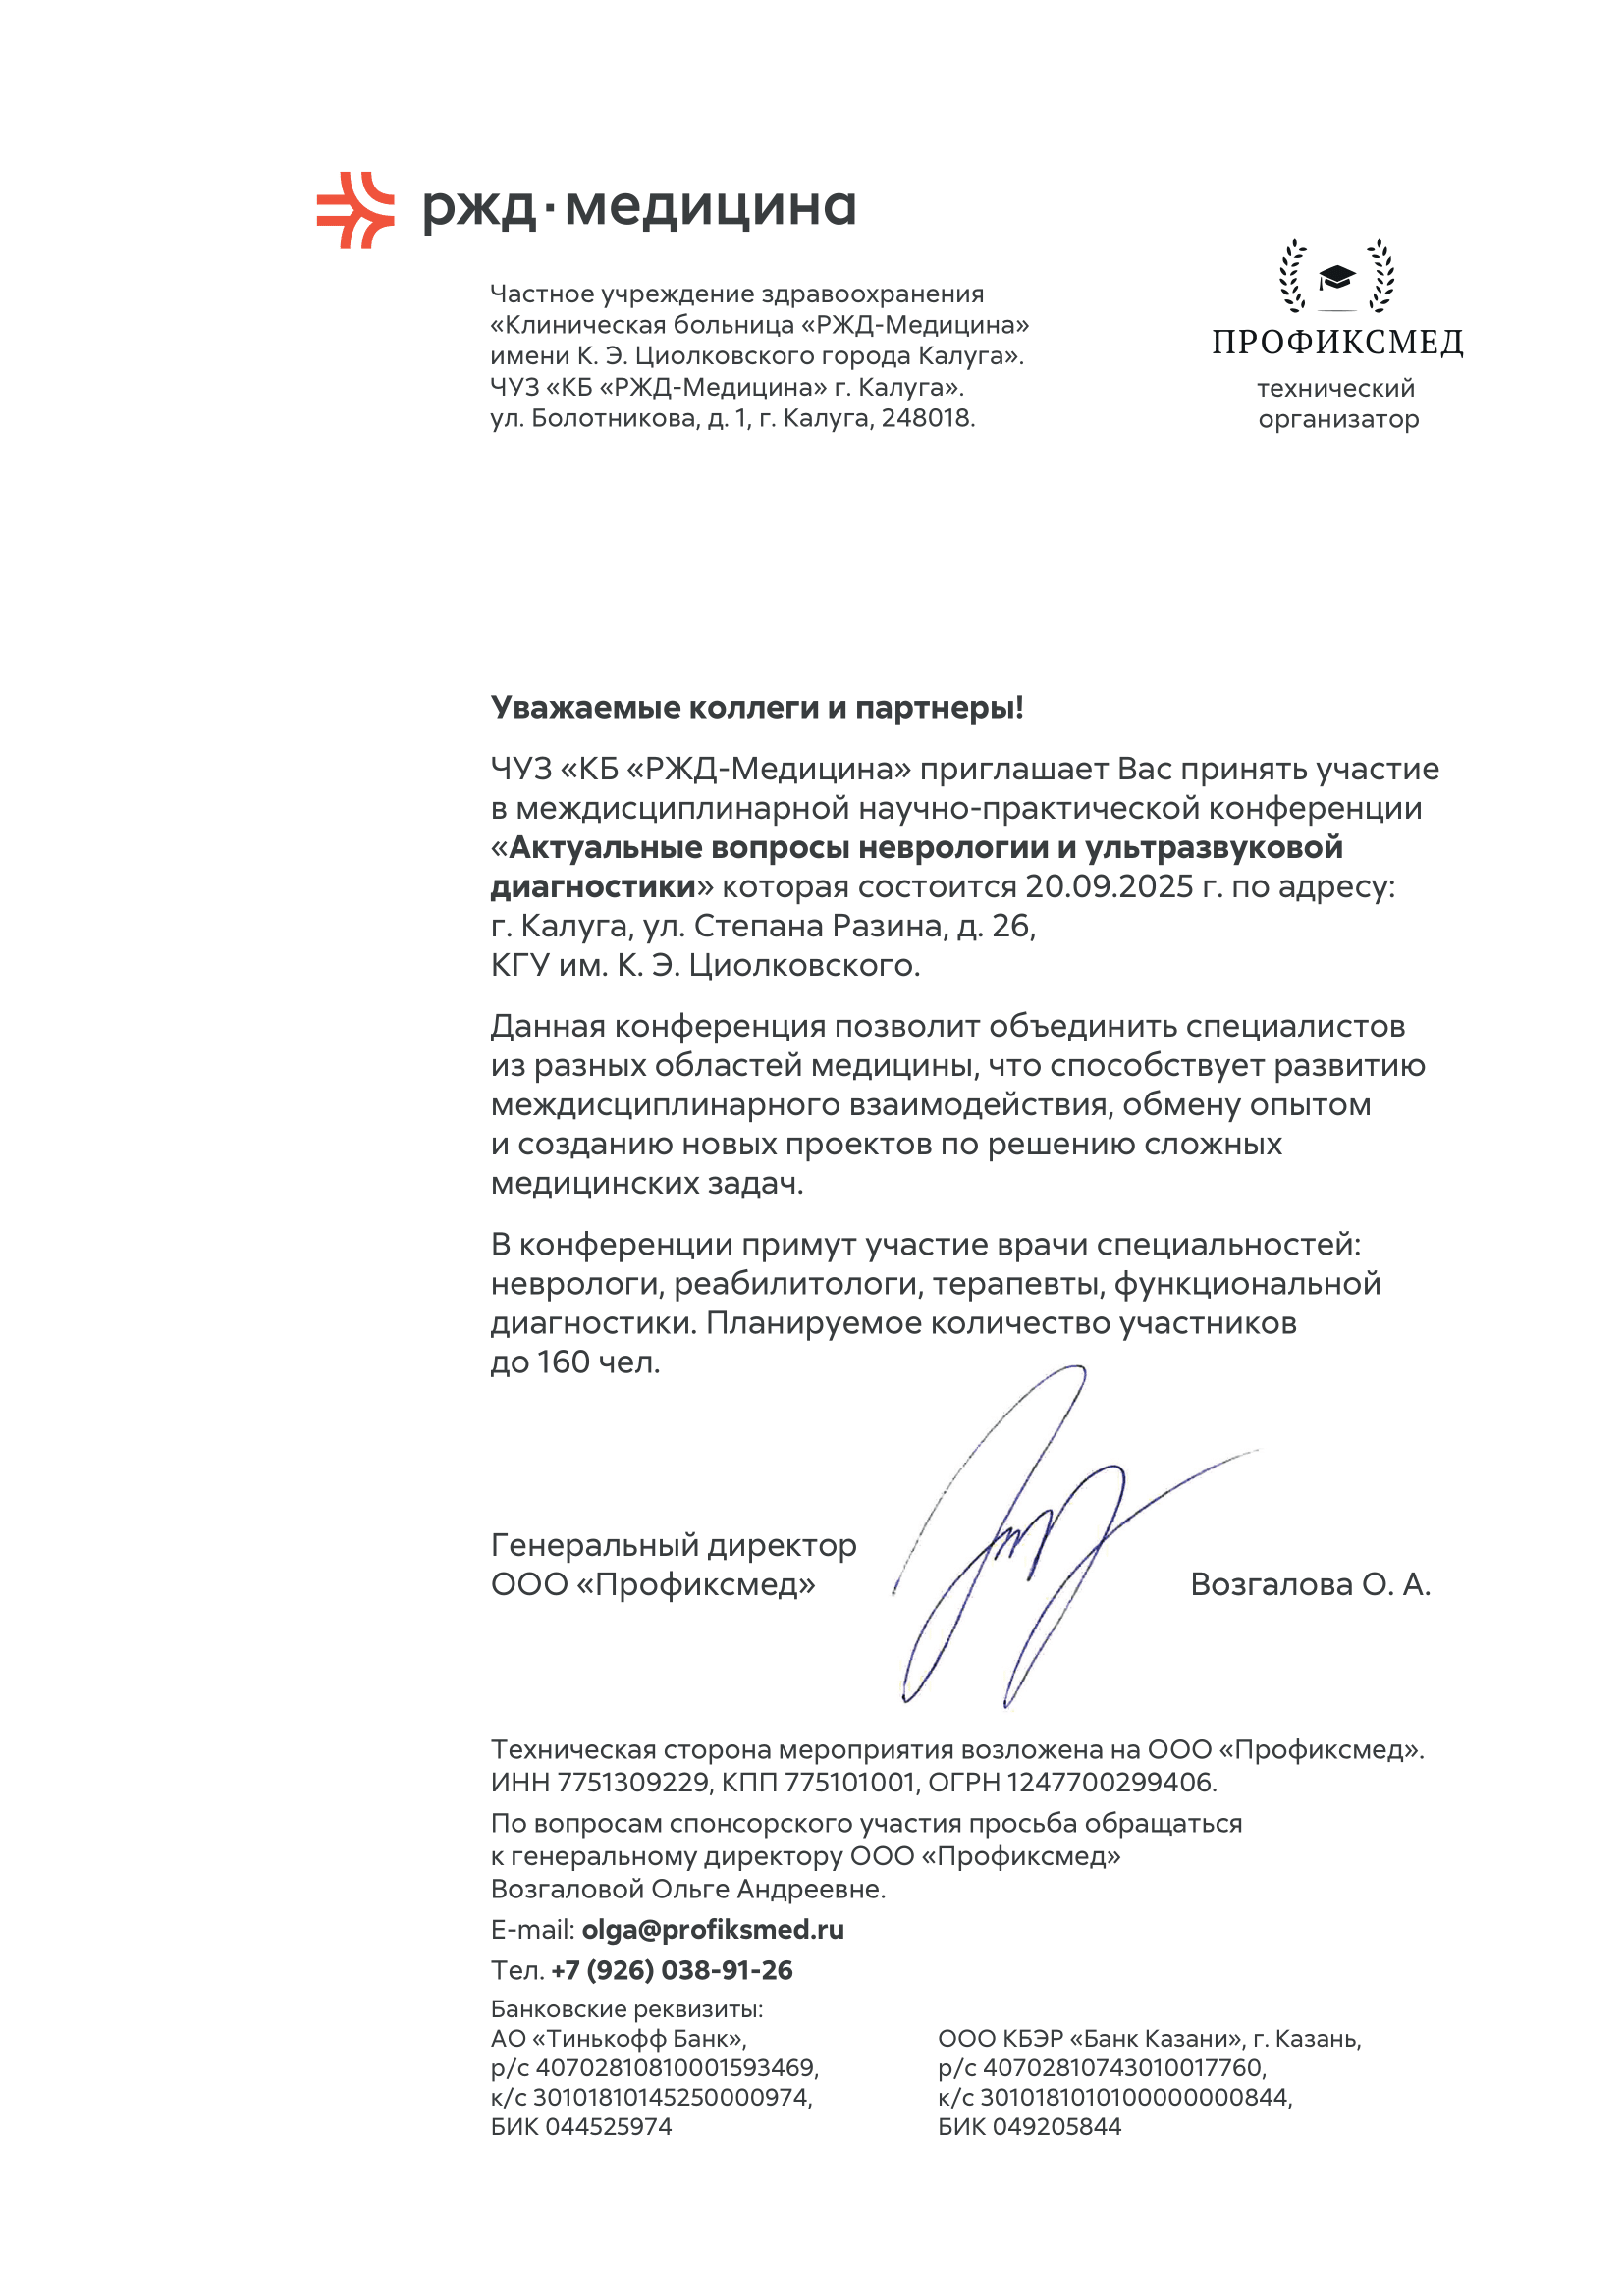 ржд·медицина
Частное учреждение здравоохранения
«Клиническая больница «РЖД-Медицина»
имени К. Э. Циолковского города Калуга».
ЧУЗ «КБ «РЖД-Медицина» г. Калуга».
ул. Болотникова, д. 1, г. Калуга, 248018.
ПРОФИКСМЕД
технический
организатор
Уважаемые коллеги и партнеры!
ЧУЗ «КБ «РЖД-Медицина» приглашает Вас принять участие
в междисциплинарной научно-практической конференции
«Актуальные вопросы неврологии и ультразвуковой
диагностики» которая состоится 20.09.2025 г. по адресу:
г. Калуга, ул. Степана Разина, д. 26,
КГУ им. К. Э. Циолковского.
Данная конференция позволит объединить специалистов
из разных областей медицины, что способствует развитию
междисциплинарного взаимодействия, обмену опытом
и созданию новых проектов по решению сложных
медицинских задач.
В конференции примут участие врачи специальностей:
неврологи, реабилитологи, терапевты, функциональной
диагностики. Планируемое количество участников
до 160 чел.
Генеральный директор
ООО «Профиксмед» Возгалова О. А.
Техническая сторона мероприятия возложена на ООО «Профиксмед».
ИНН 7751309229, КПП 775101001, ОГРН 1247700299406.
По вопросам спонсорского участия просьба обращаться
к генеральному директору ООО «Профиксмед»
Возгаловой Ольге Андреевне.
E-mail: olga@profiksmed.ru
Тел. +7 (926) 038-91-26
Банковские реквизиты:
АО «Тинькофф Банк»,
р/с 40702810810001593469,
к/с 30101810145250000974,
БИК 044525974
ООО КБЭР «Банк Казани», г. Казань,
р/с 40702810743010017760,
к/с 3010181010100000000844,
БИК 049205844